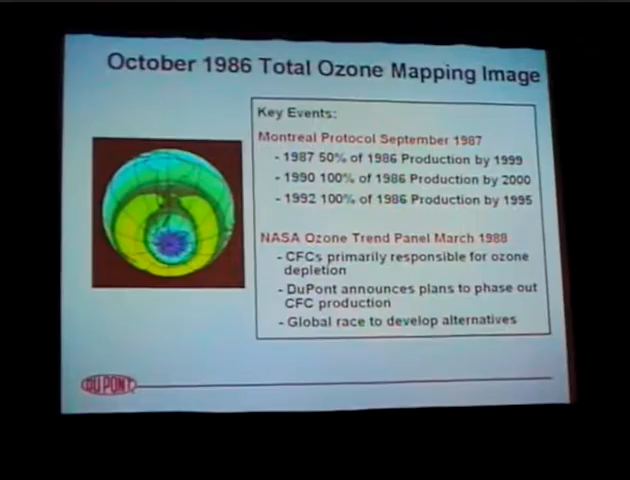 October 1986 Total Ozone Mapping Image
Key Events:
Montreal Protocol September 1987
- 1987 50% of 1986 Production by 1999
- 1990 100% of 1986 Production by 2000
- 1992 100% of 1986 Production by 1995
NASA Ozone Trend Panel March 1988
- CFCs primarily responsible for ozone
depletion
- DuPont announces plans to phase out
CFC production
- Global race to develop alternatives
DUPONT